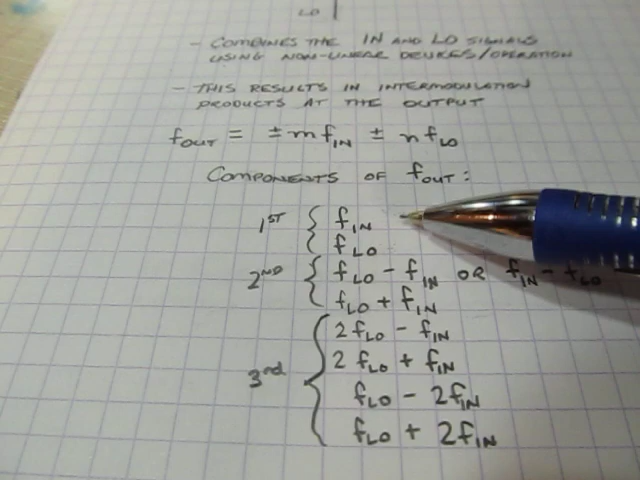 LO
- COMBINES THE IN AND LO SIGNALS
USING NON-LINEAR DEVICES/OPERATION
- THIS RESULTS IN INTERMODULATION
PRODUCTS AT THE OUTPUT
fOUT = ±m fIN ± n fLO
COMPONENTS OF fOUT:
1ST { fIN
fLO
2ND { fLO - fIN OR fIN - fLO
fLO + fIN
3rd { 2fLO - fIN
2 fLO + fIN
fLO - 2fIN
fLO + 2fIN